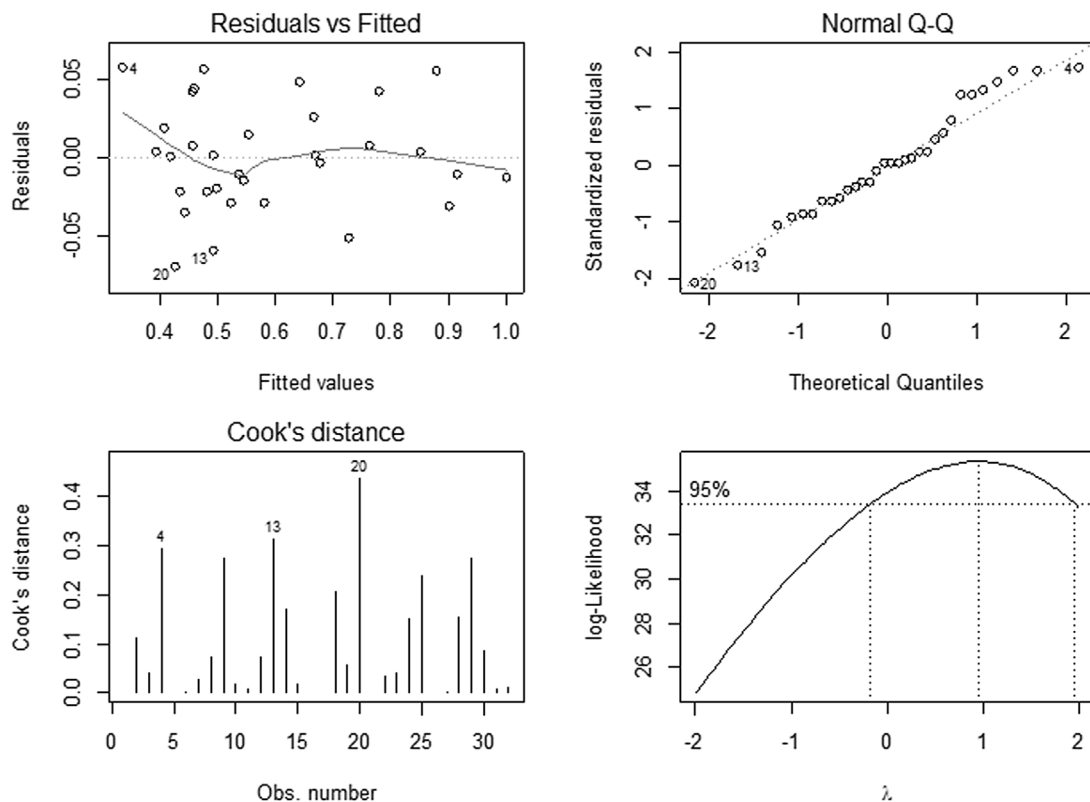 Residuals vs Fitted
Residuals
0.05
0.00
-0.05
4
13
20
0.4 0.5 0.6 0.7 0.8 0.9 1.0
Fitted values
Normal Q-Q
Standardized residuals
2
1
0
-1
-2
4
13
20
-2 -1 0 1 2
Theoretical Quantiles
Cook's distance
Cook's distance
0.4
0.3
0.2
0.1
0.0
20
13
4
0 5 10 15 20 25 30
Obs. number
log-Likelihood
34
32
30
28
26
95%
-2 -1 0 1 2
λ